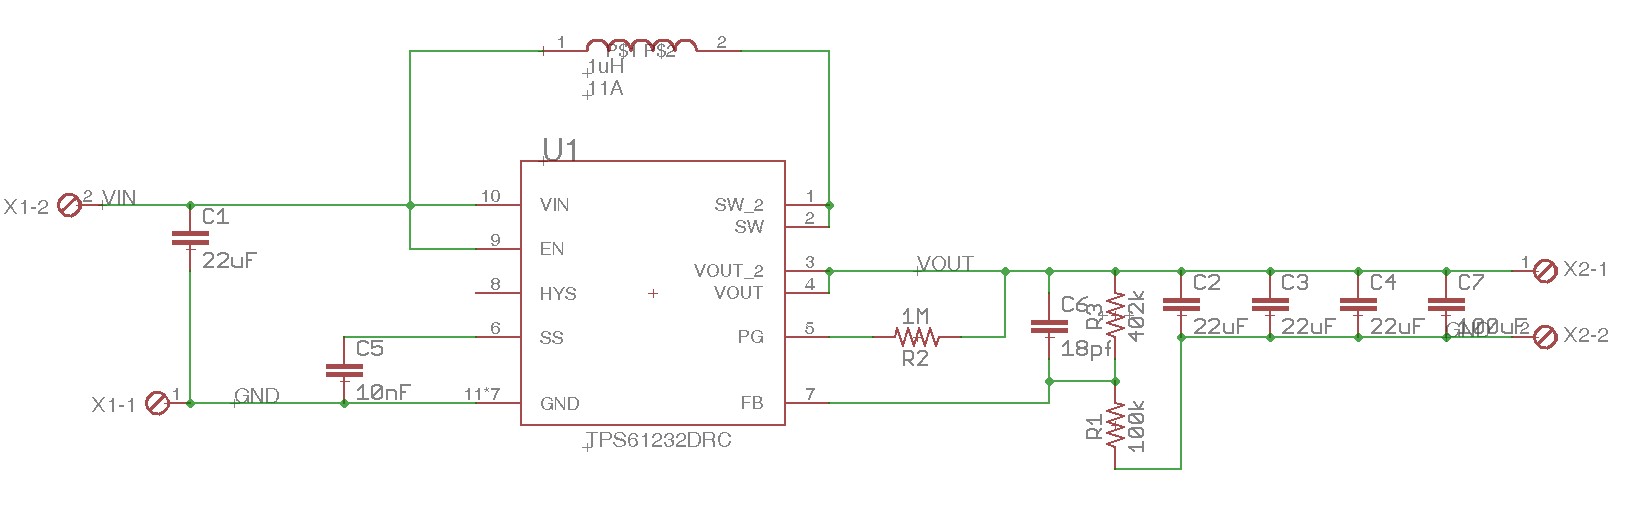 1
2
P$1 P$2
1uH
11A
U1
X1-2
2
VIN
C1
22uF
10
VIN
9
EN
8
HYS
6
SS
C5
10nF
X1-1
1
GND
11*7
GND
SW_2
1
SW
2
VOUT_2
3
VOUT
4
PG
5
FB
7
TPS61232DRC
VOUT
1M
R2
C6
18pf
R3
402k
R1
100k
C2
22uF
C3
22uF
C4
22uF
C7
100uF
GND
1
X2-1
2
X2-2